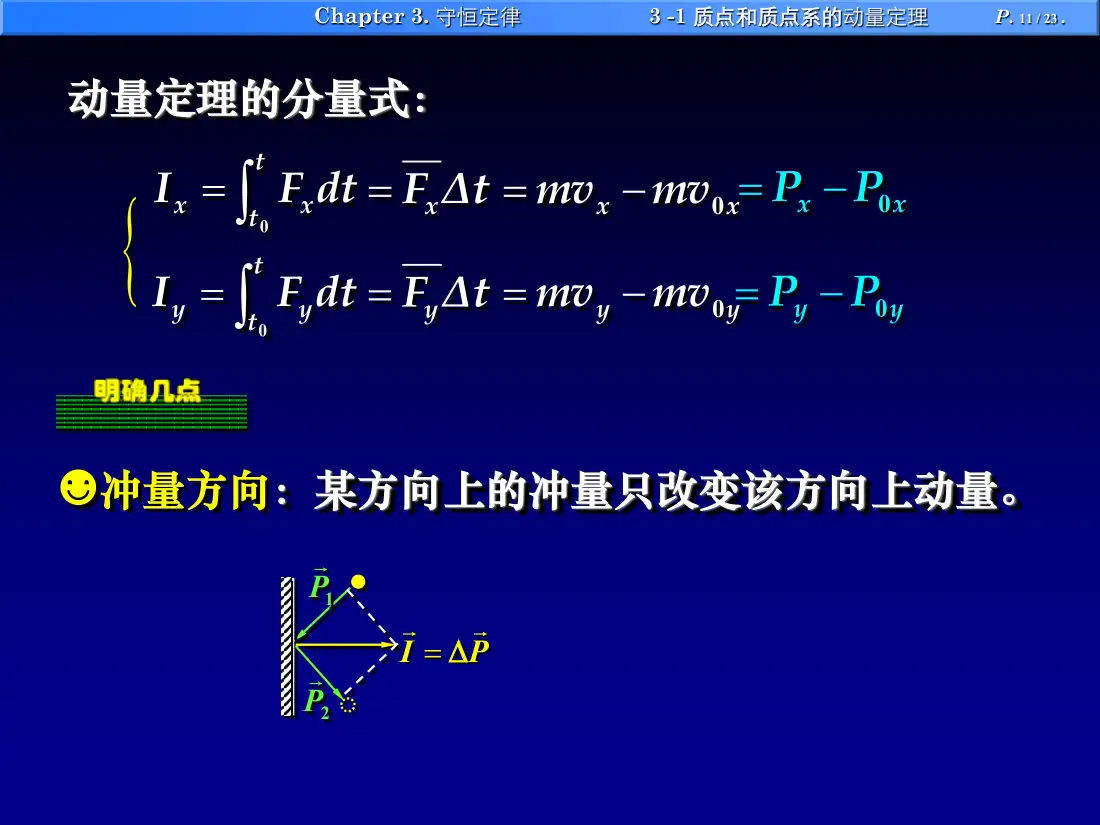 Chapter 3. 守恒定律 3 -1 质点和质点系的动量定理 P. 11 / 23 .
动量定理的分量式：
I_x = ∫_{t_0}^{t} F_x dt = \overline{F_x} Δt = mv_x − mv_{0x} = P_x − P_{0x}
I_y = ∫_{t_0}^{t} F_y dt = \overline{F_y} Δt = mv_y − mv_{0y} = P_y − P_{0y}
明确几点
冲量方向：某方向上的冲量只改变该方向上动量。
\vec{P}_1
\vec{I} = Δ\vec{P}
\vec{P}_2